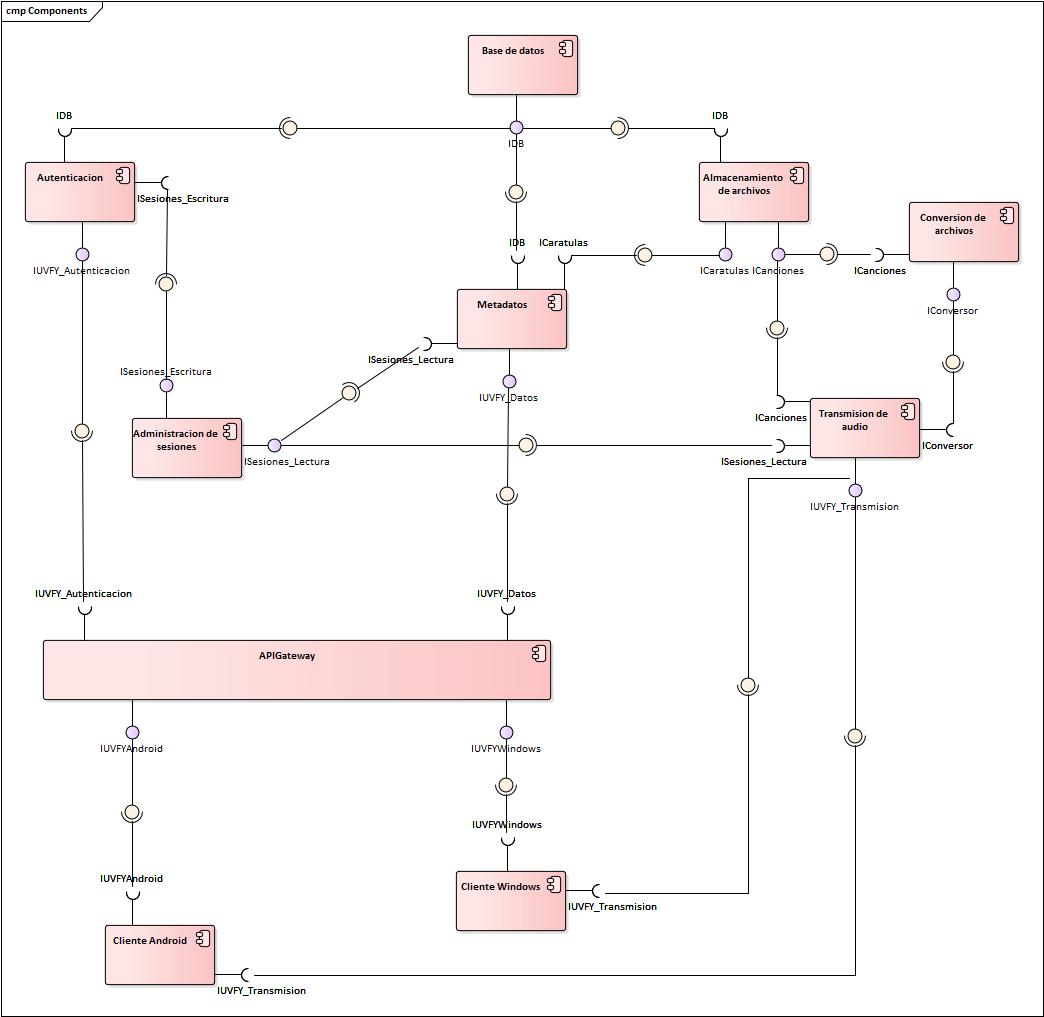 cmp Components
Base de datos
IDB
IDB
IDB
Autenticacion
ISesiones_Escritura
Almacenamiento
de archivos
Conversion de
archivos
IDB
ICaratulas
IUVFY_Autenticacion
ICaratulas
ICanciones
ICanciones
Metadatos
IConversor
ISesiones_Lectura
ISesiones_Escritura
IUVFY_Datos
Administracion de
sesiones
ICanciones
Transmision de
audio
IConversor
ISesiones_Lectura
ISesiones_Lectura
IUVFY_Transmision
IUVFY_Autenticacion
IUVFY_Datos
APIGateway
IUVFYAndroid
IUVFYWindows
IUVFYWindows
IUVFYAndroid
Cliente Windows
IUVFY_Transmision
Cliente Android
IUVFY_Transmision